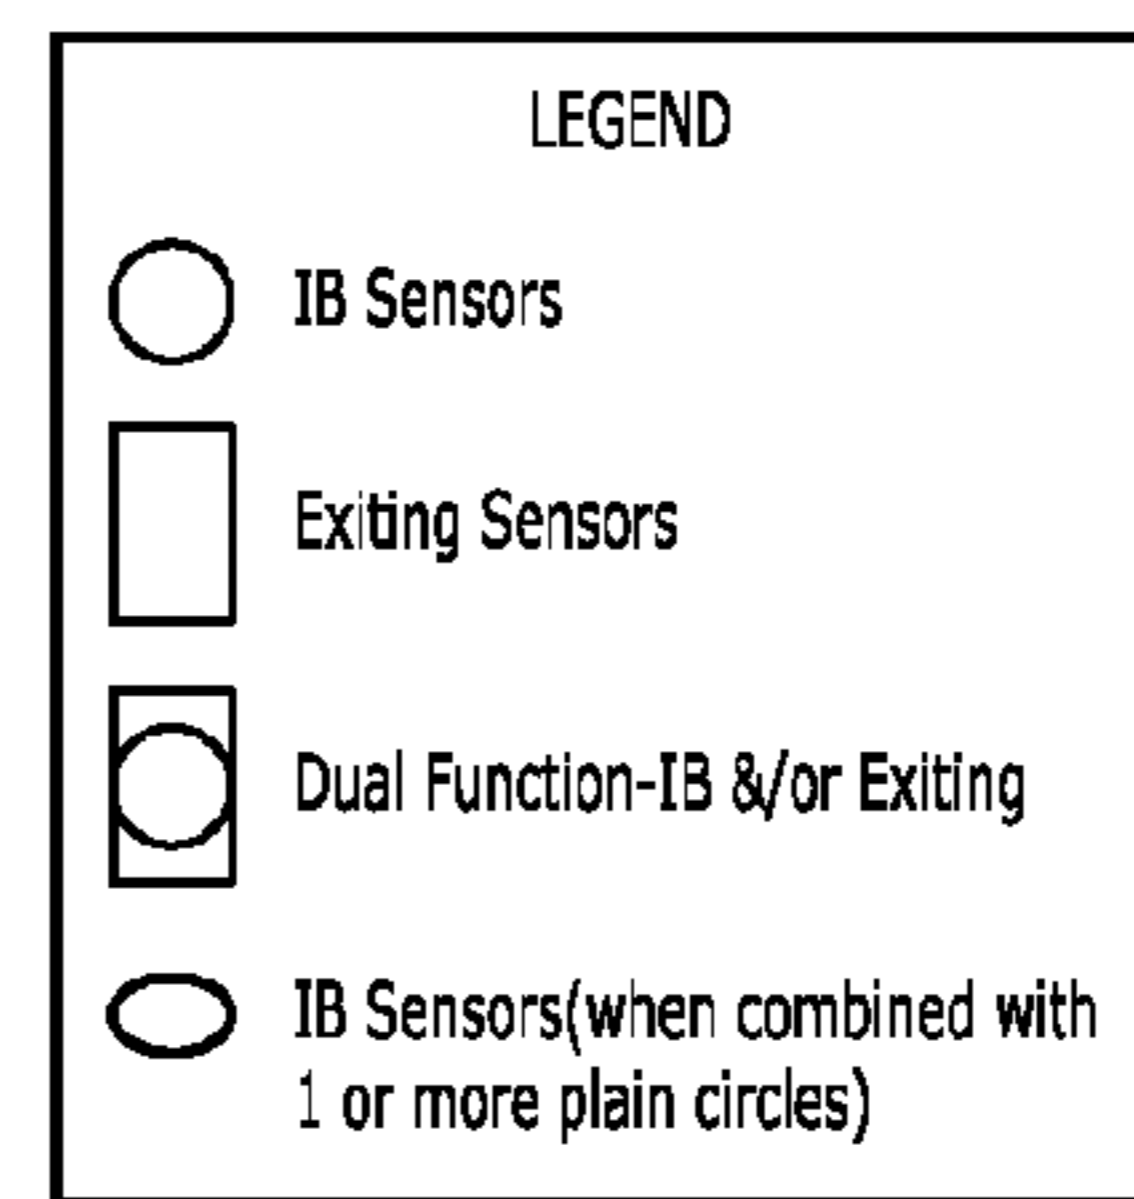 LEGEND
IB Sensors
Exiting Sensors
Dual Function-IB &/or Exiting
IB Sensors(when combined with
1 or more plain circles)